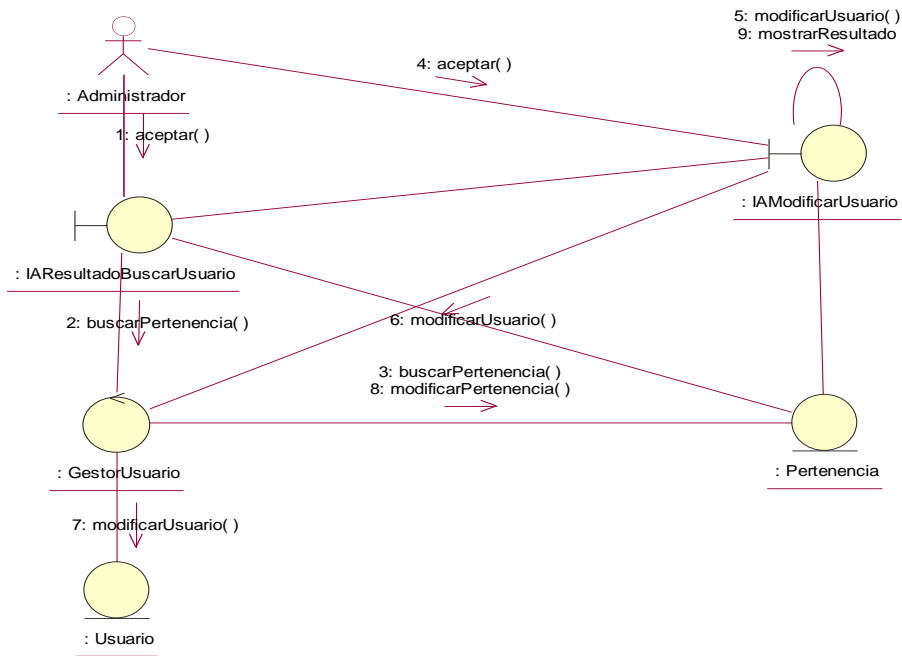 5: modificarUsuario( )
9: mostrarResultado
4: aceptar( )
: Administrador
1: aceptar( )
: IAModificarUsuario
: IAResultadoBuscarUsuario
2: buscarPertenencia( )
6: modificarUsuario( )
3: buscarPertenencia( )
8: modificarPertenencia( )
: GestorUsuario
: Pertenencia
7: modificarUsuario( )
: Usuario